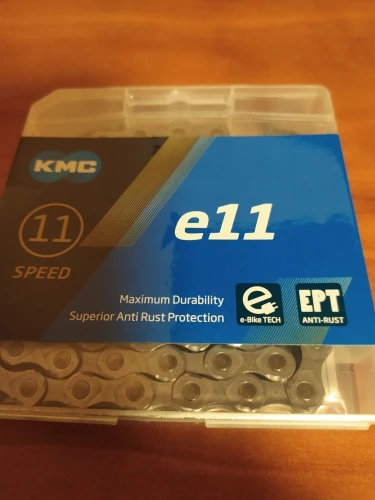 KMC
11
SPEED
e11
Maximum Durability
Superior Anti Rust Protection
e
e-Bike TECH
EPT
ANTI-RUST